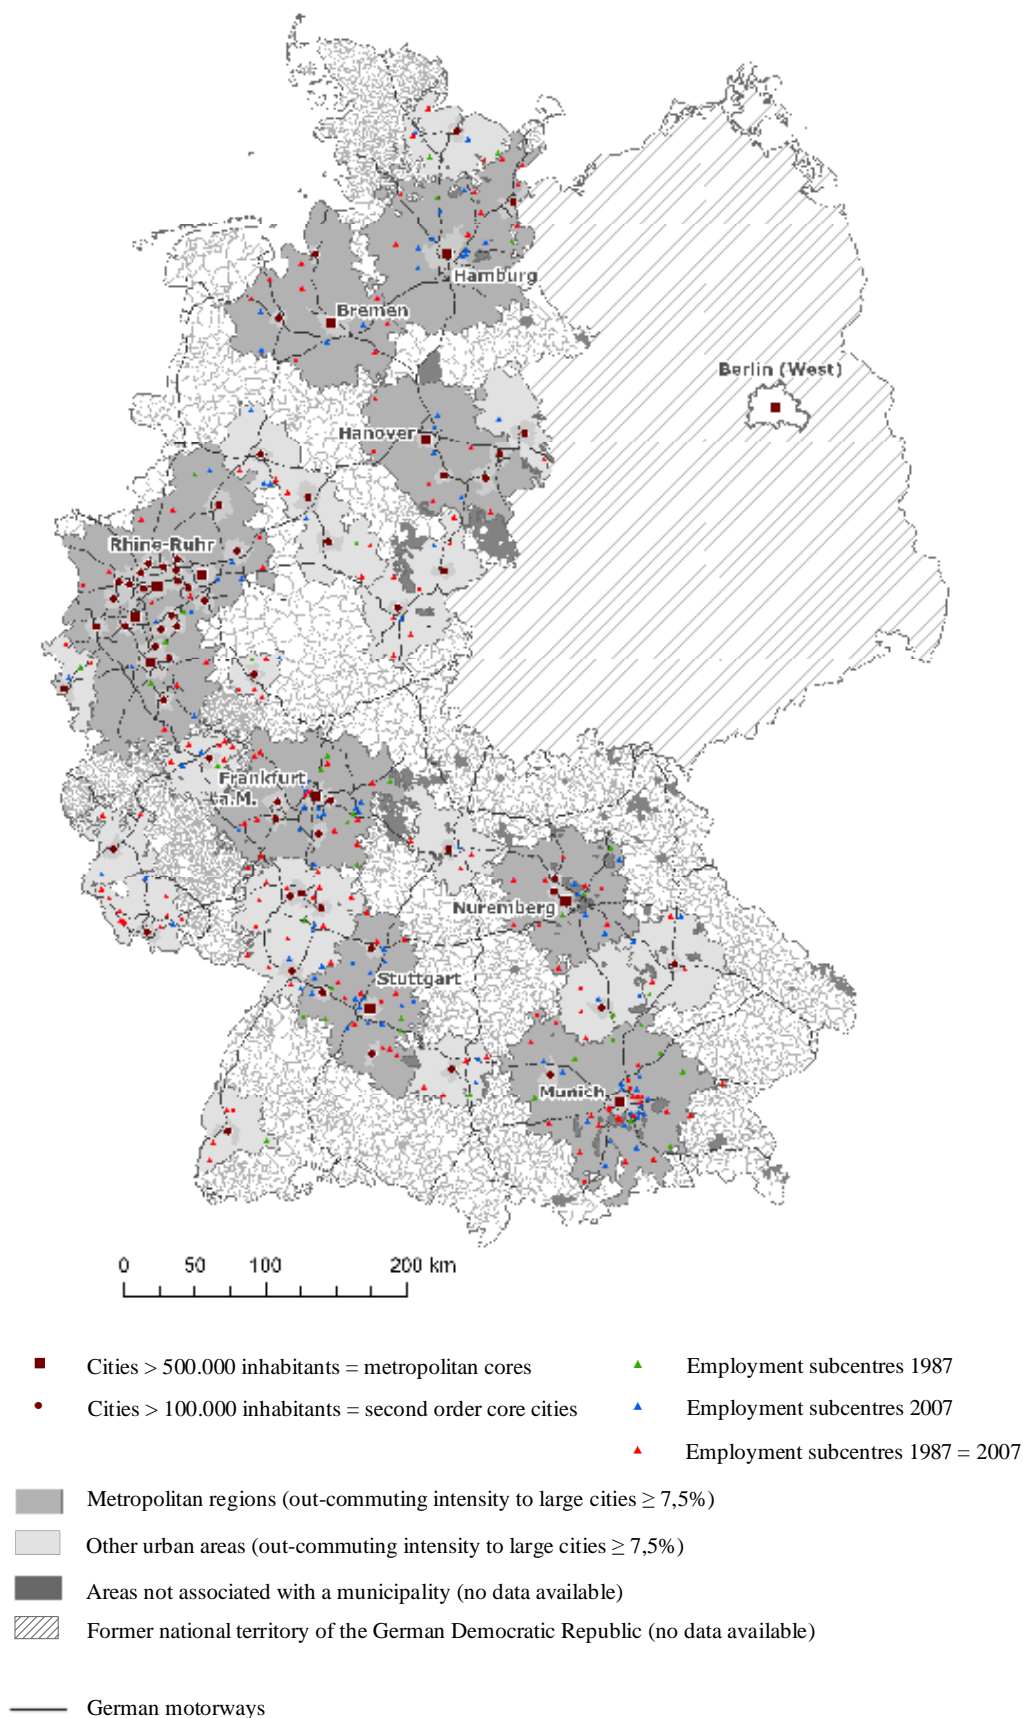 Hamburg
Bremen
Berlin (West)
Hanover
Rhine-Ruhr
Frankfurt
a.M.
Nuremberg
Stuttgart
Munich
0 50 100 200 km
Cities > 500.000 inhabitants = metropolitan cores
Employment subcentres 1987
Cities > 100.000 inhabitants = second order core cities
Employment subcentres 2007
Employment subcentres 1987 = 2007
Metropolitan regions (out-commuting intensity to large cities ≥ 7,5%)
Other urban areas (out-commuting intensity to large cities ≥ 7,5%)
Areas not associated with a municipality (no data available)
Former national territory of the German Democratic Republic (no data available)
German motorways